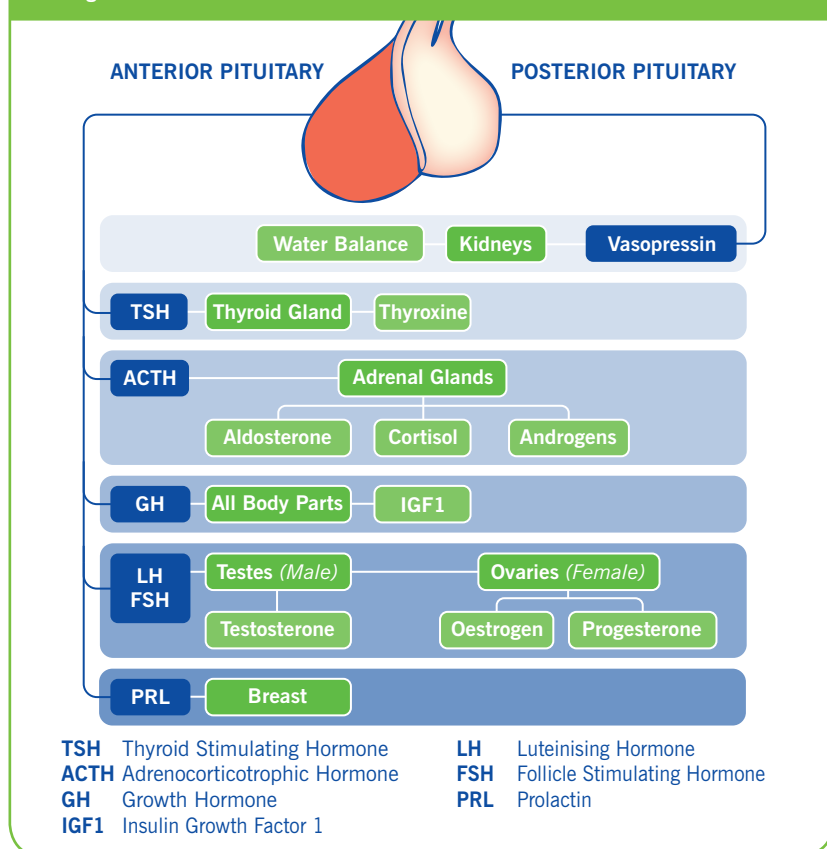 ANTERIOR PITUITARY
POSTERIOR PITUITARY
Water Balance
Kidneys
Vasopressin
TSH
Thyroid Gland
Thyroxine
ACTH
Adrenal Glands
Aldosterone
Cortisol
Androgens
GH
All Body Parts
IGF1
LH
FSH
Testes (Male)
Ovaries (Female)
Testosterone
Oestrogen
Progesterone
PRL
Breast
TSH Thyroid Stimulating Hormone
ACTH Adrenocorticotrophic Hormone
GH Growth Hormone
IGF1 Insulin Growth Factor 1
LH Luteinising Hormone
FSH Follicle Stimulating Hormone
PRL Prolactin